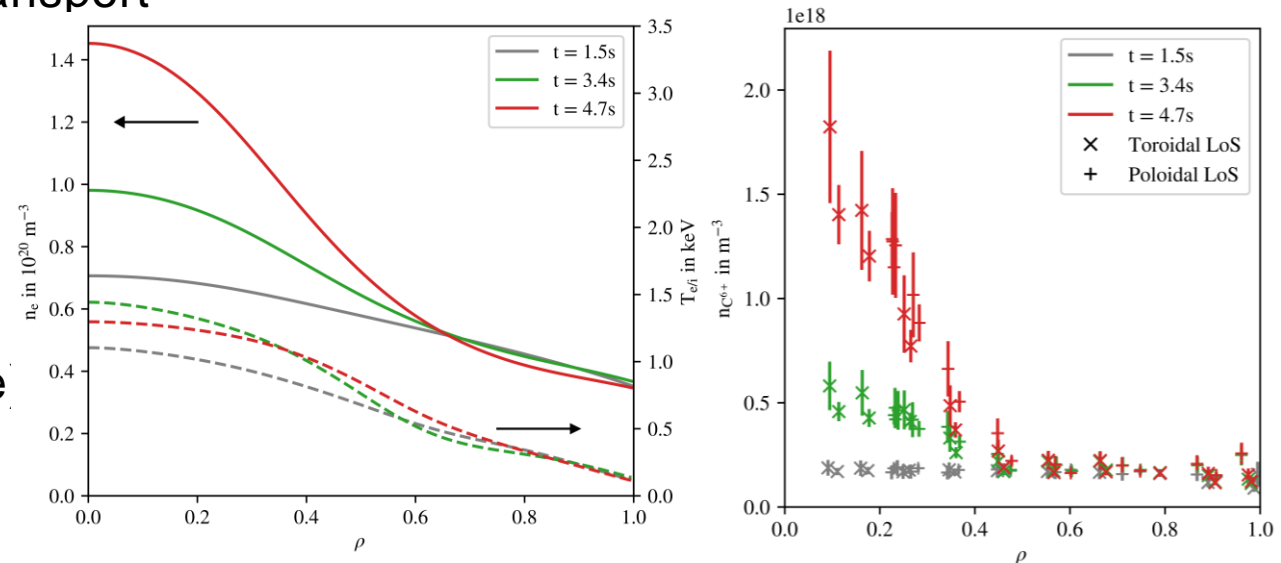 1e18
t = 1.5s
t = 3.4s
t = 4.7s
n_e in 10^20 m^−3
1.4
1.2
1.0
0.8
0.6
0.4
0.2
0.0
0.0 0.2 0.4 0.6 0.8 1.0
ρ
3.5
3.0
2.5
2.0
1.5
1.0
0.5
0.0
T_e/i in keV
t = 1.5s
t = 3.4s
t = 4.7s
Toroidal LoS
Poloidal LoS
n_C^6+ in m^−3
2.0
1.5
1.0
0.5
0.0
0.0 0.2 0.4 0.6 0.8 1.0
ρ